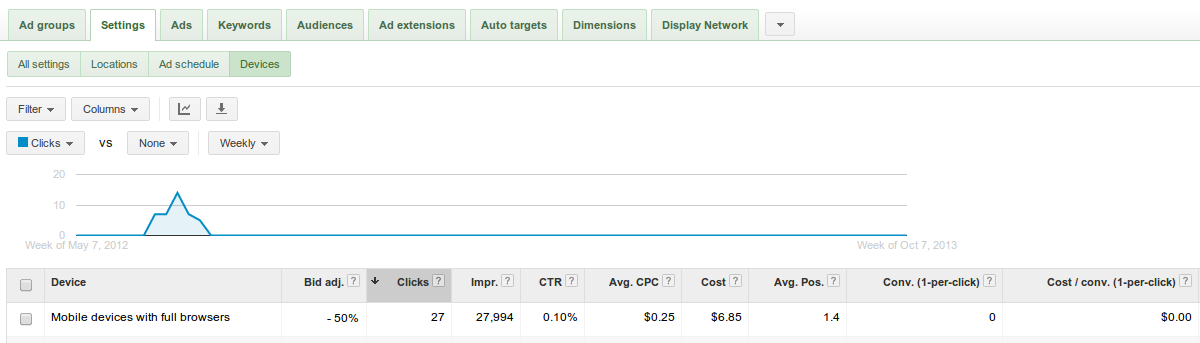 Ad groups Settings Ads Keywords Audiences Ad extensions Auto targets Dimensions Display Network
All settings Locations Ad schedule Devices
Filter Columns
Clicks vs None Weekly
20
10
0
Week of May 7, 2012 Week of Oct 7, 2013
Device Bid adj. ? Clicks ? Impr. ? CTR ? Avg. CPC ? Cost ? Avg. Pos. ? Conv. (1-per-click) ? Cost / conv. (1-per-click) ?
Mobile devices with full browsers - 50% 27 27,994 0.10% $0.25 $6.85 1.4 0 $0.00